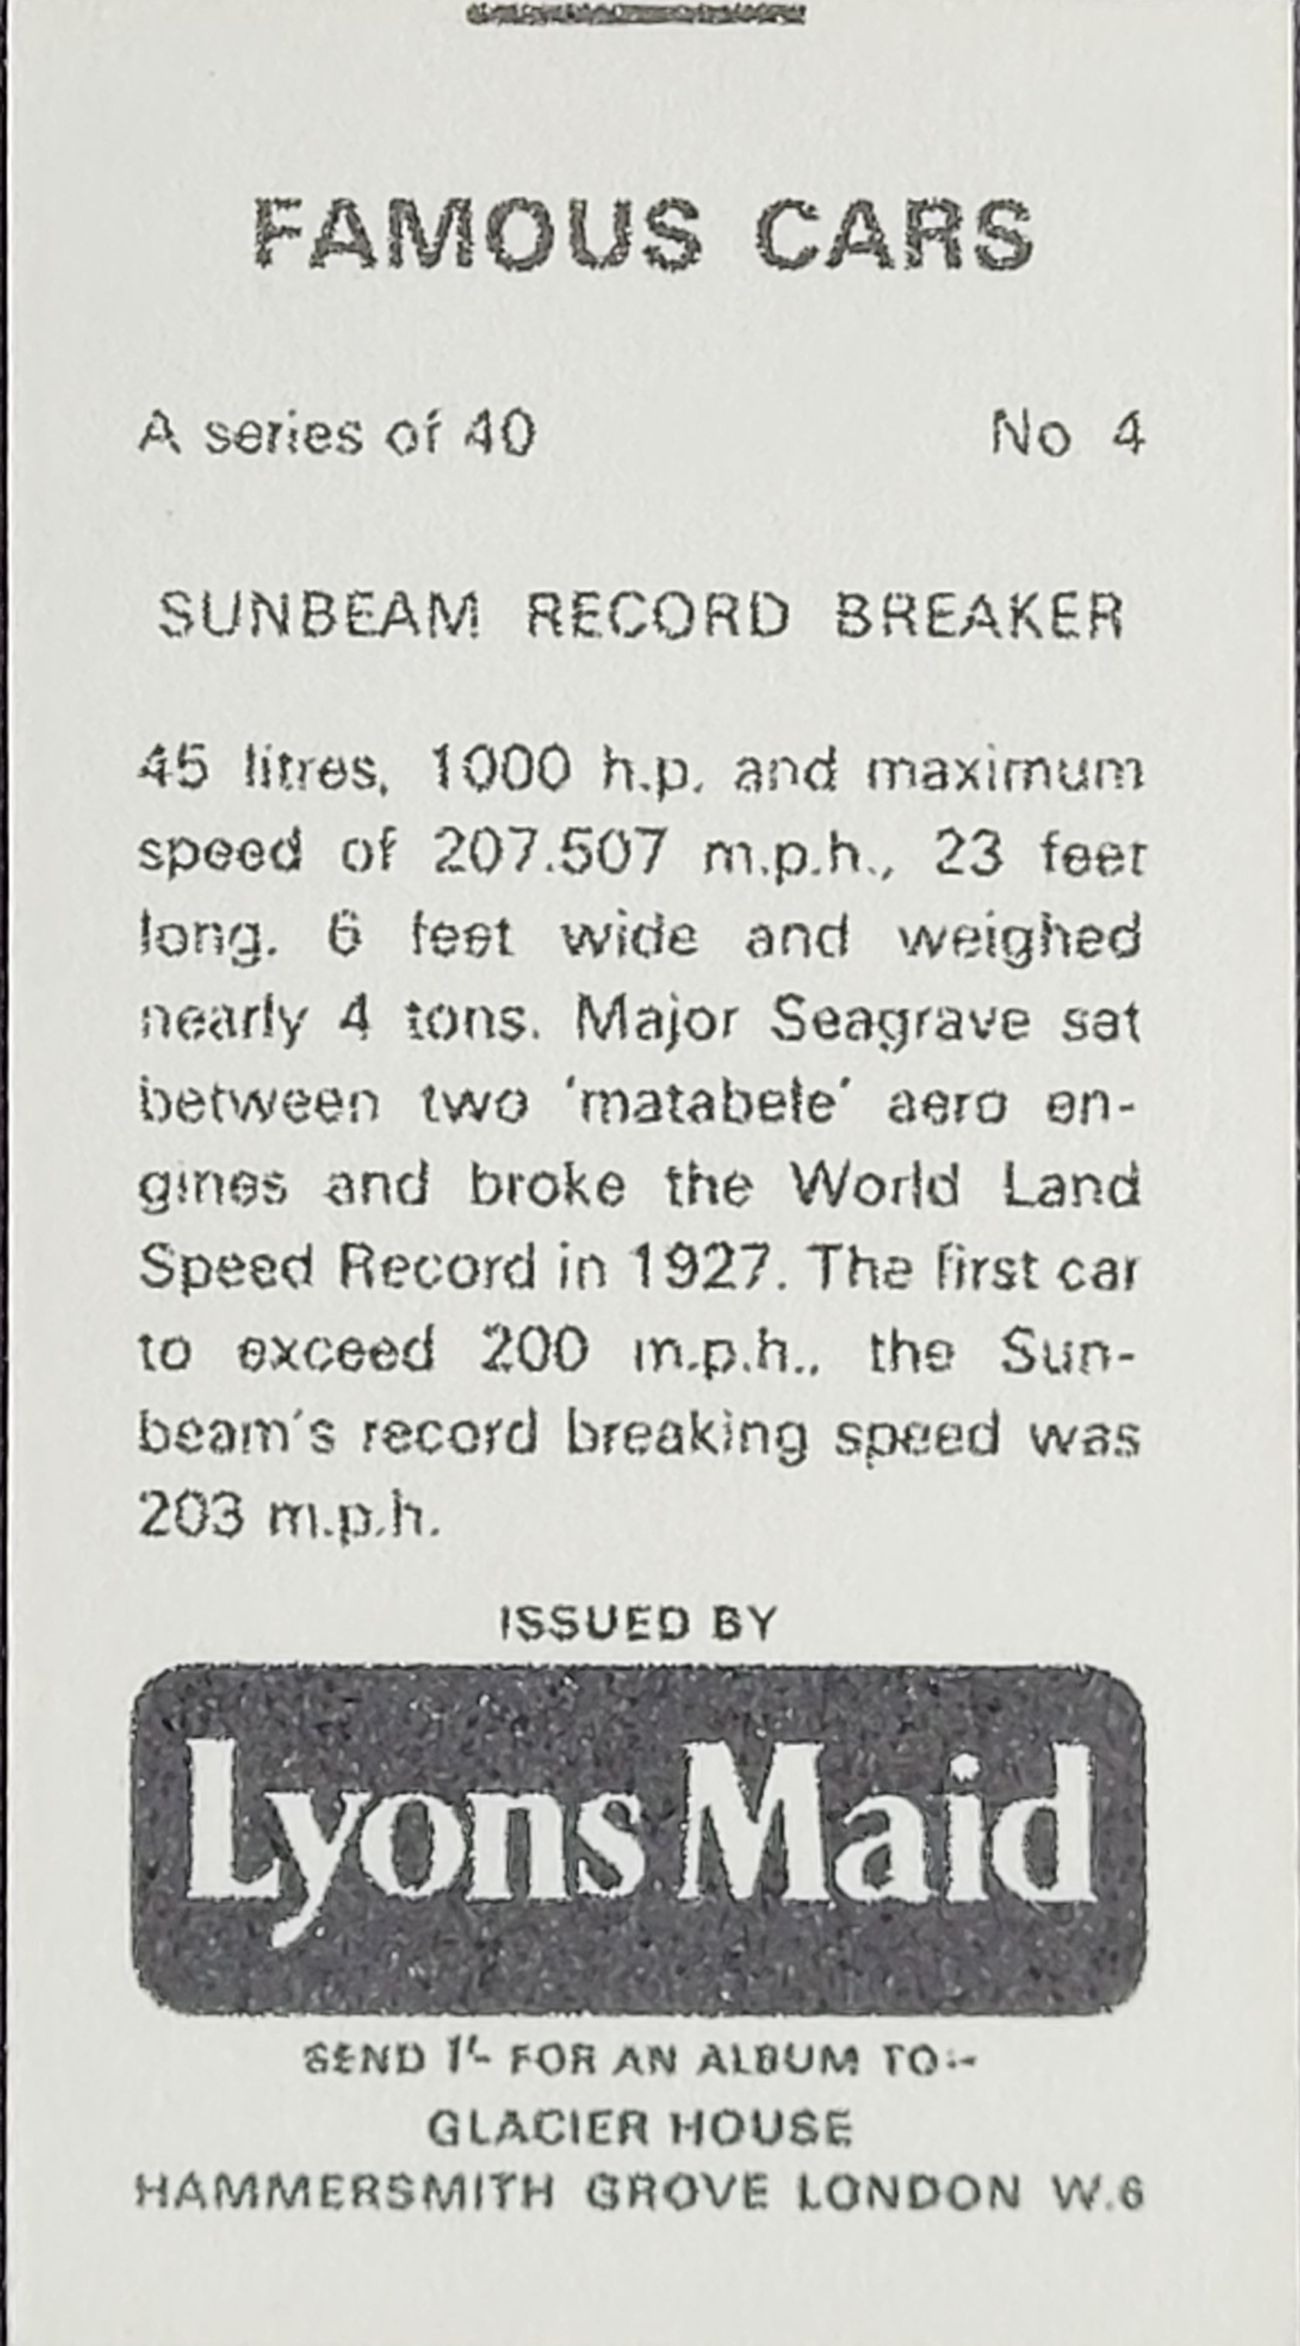 FAMOUS CARS
A series of 40 No 4
SUNBEAM RECORD BREAKER
45 litres, 1000 h.p. and maximum
speed of 207.507 m.p.h., 23 feet
long. 6 feet wide and weighed
nearly 4 tons. Major Seagrave sat
between two ‘matabele’ aero en-
gines and broke the World Land
Speed Record in 1927. The first car
to exceed 200 m.p.h., the Sun-
beam's record breaking speed was
203 m.p.h.
ISSUED BY
Lyons Maid
SEND 1'- FOR AN ALBUM TO:-
GLACIER HOUSE
HAMMERSMITH GROVE LONDON W.6